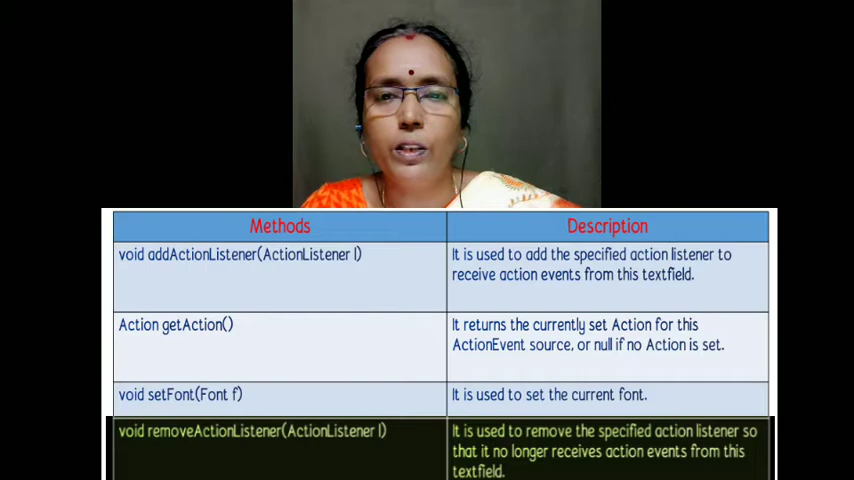 Methods
Description
void addActionListener(ActionListener l)
It is used to add the specified action listener to
receive action events from this textfield.
Action getAction()
It returns the currently set Action for this
ActionEvent source, or null if no Action is set.
void setFont(Font f)
It is used to set the current font.
void removeActionListener(ActionListener l)
It is used to remove the specified action listener so
that it no longer receives action events from this
textfield.